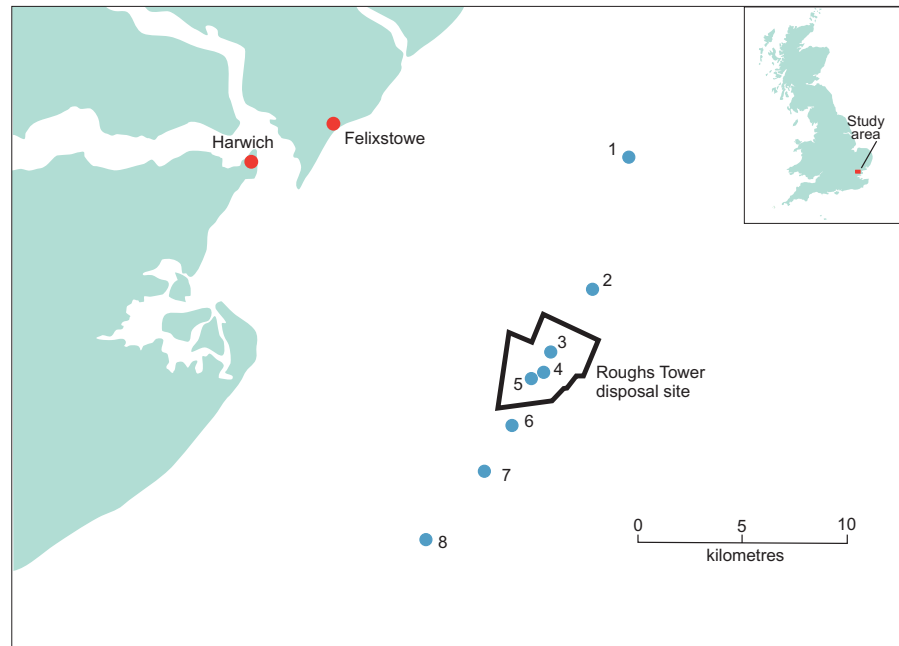 Study
area
Harwich
Felixstowe
1
2
3
4
5
Roughs Tower
disposal site
6
7
8
0 5 10
kilometres